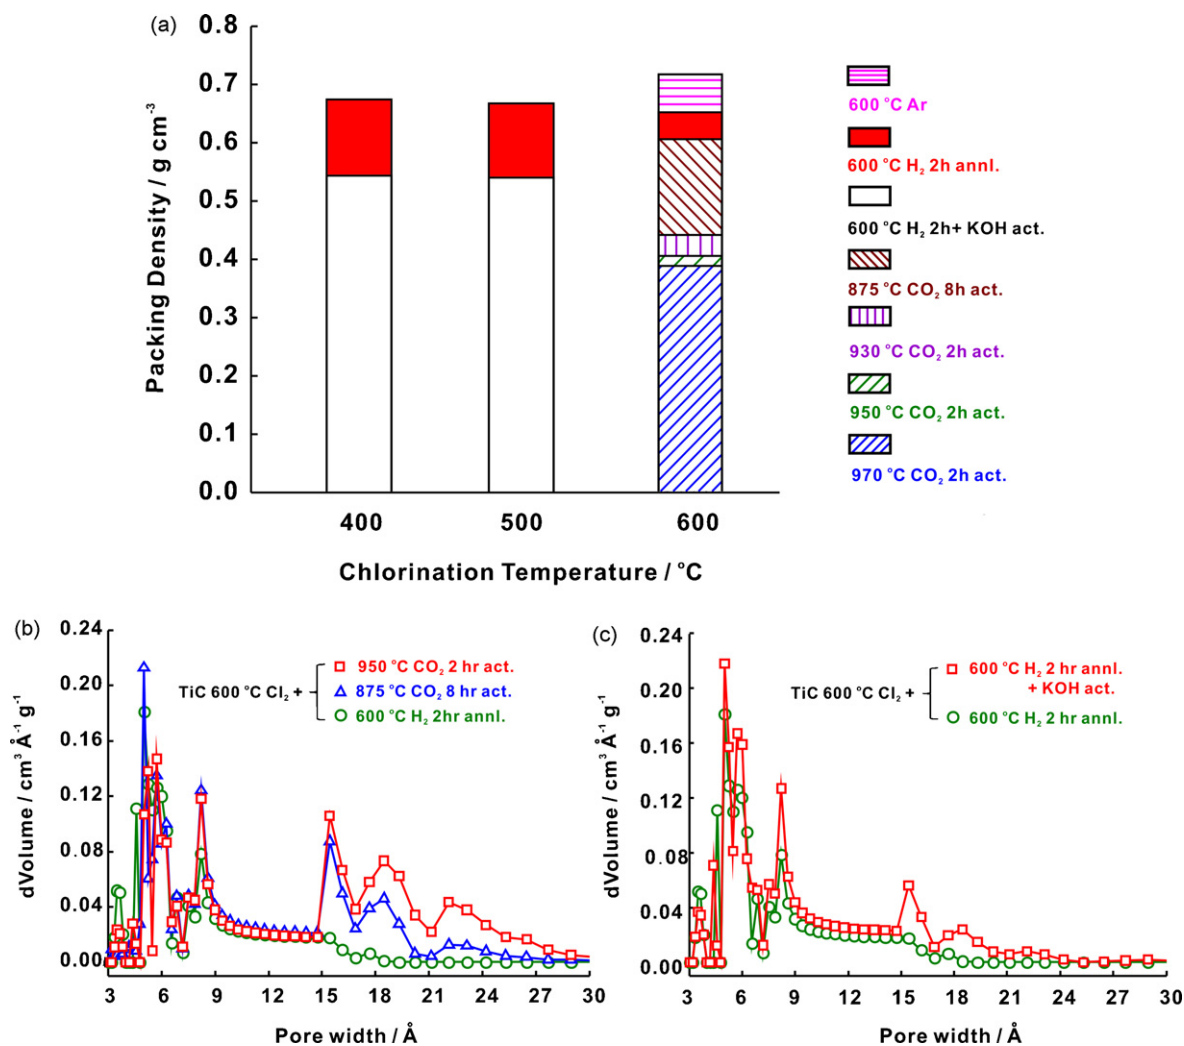 (a)
Packing Density / g cm⁻³
0.8
0.7
0.6
0.5
0.4
0.3
0.2
0.1
0.0
400 500 600
Chlorination Temperature / °C
600 °C Ar
600 °C H₂ 2h annl.
600 °C H₂ 2h+ KOH act.
875 °C CO₂ 8h act.
930 °C CO₂ 2h act.
950 °C CO₂ 2h act.
970 °C CO₂ 2h act.
(b)
dVolume / cm³ Å⁻¹ g⁻¹
0.24
0.20
0.16
0.12
0.08
0.04
0.00
TiC 600 °C Cl₂ +
950 °C CO₂ 2 hr act.
875 °C CO₂ 8 hr act.
600 °C H₂ 2hr annl.
3 6 9 12 15 18 21 24 27 30
Pore width / Å
(c)
dVolume / cm³ Å⁻¹ g⁻¹
0.24
0.20
0.16
0.12
0.08
0.04
0.00
TiC 600 °C Cl₂ +
600 °C H₂ 2 hr annl.
+ KOH act.
600 °C H₂ 2 hr annl.
3 6 9 12 15 18 21 24 27 30
Pore width / Å